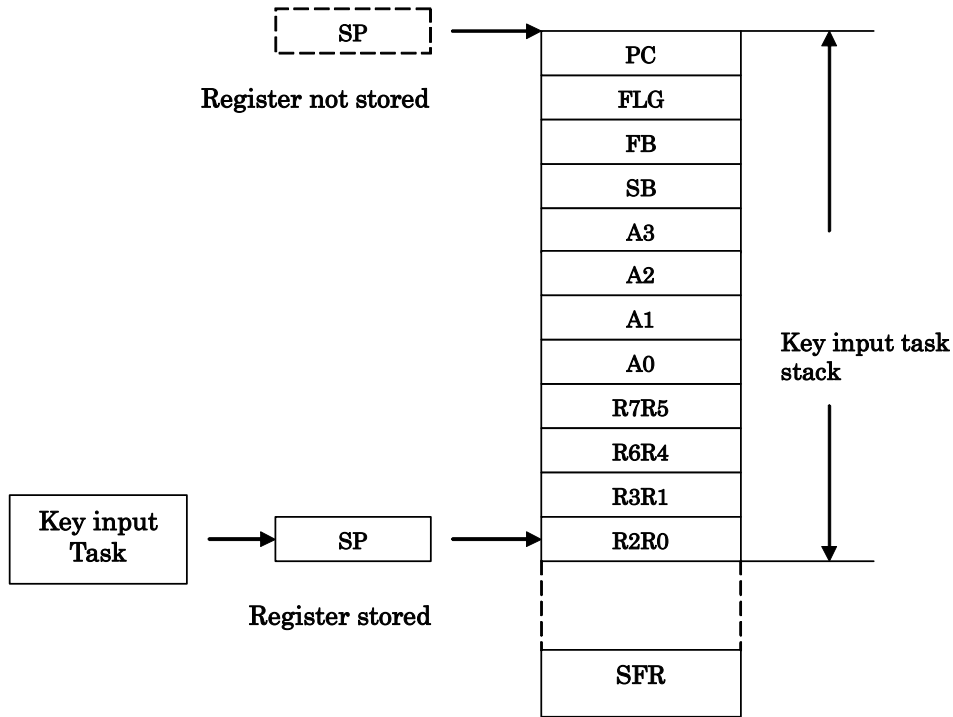 SP
PC
Register not stored
FLG
FB
SB
A3
A2
A1
Key input task
stack
A0
R7R5
R6R4
R3R1
Key input
Task
SP
R2R0
Register stored
SFR